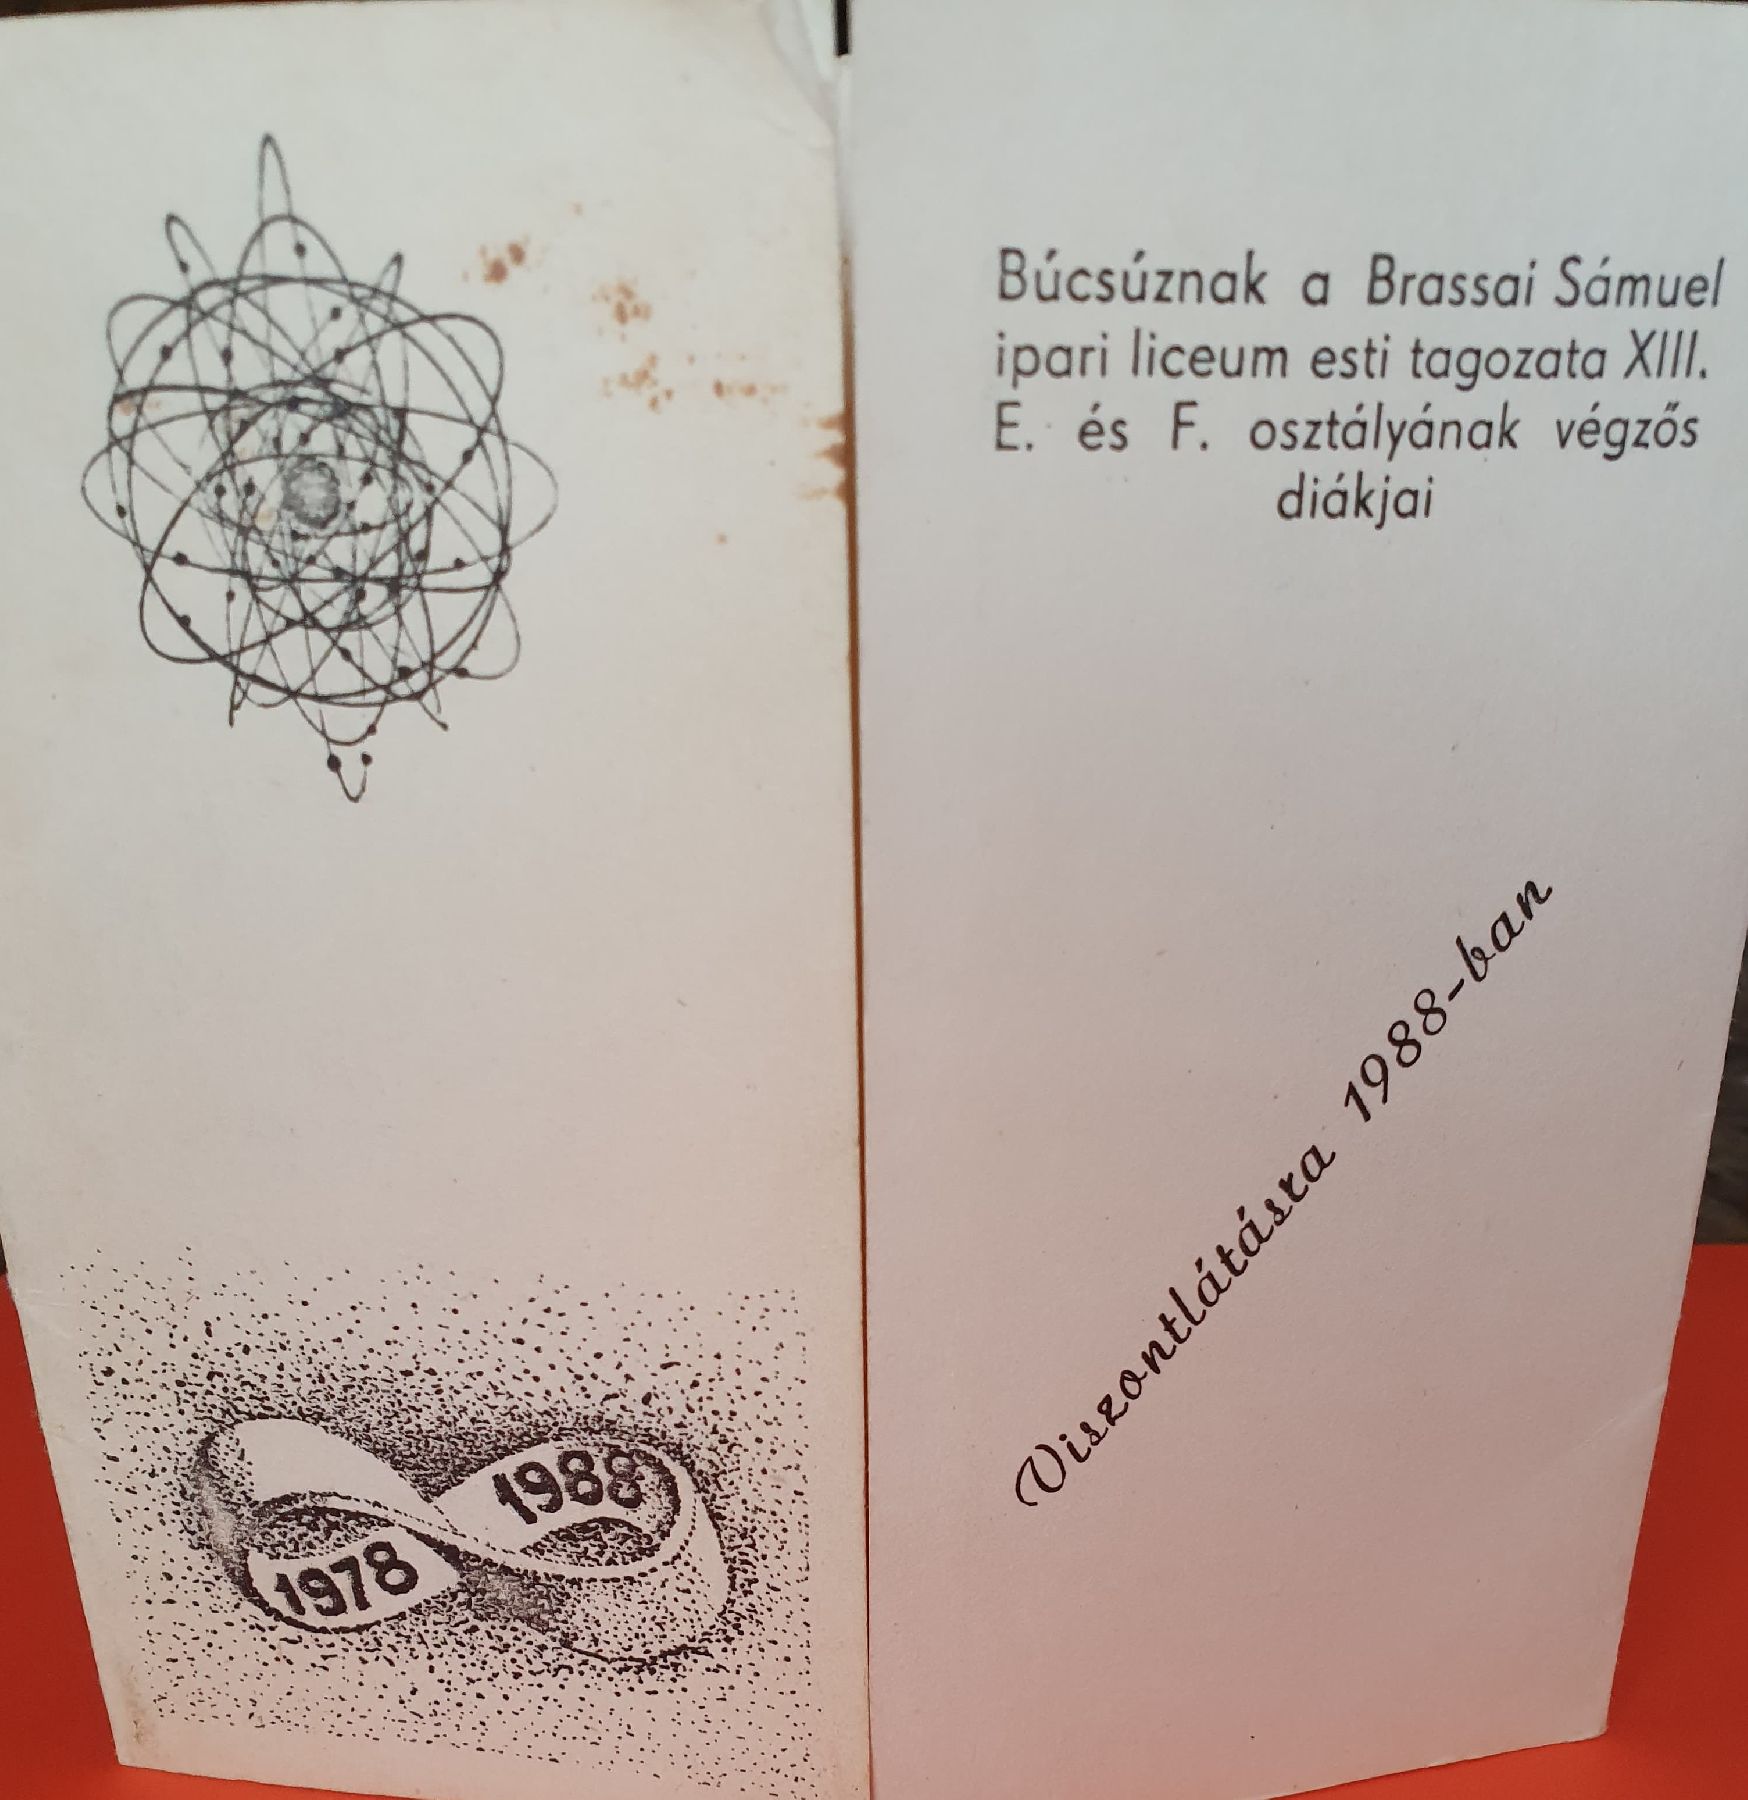 1988
1978
Búcsúznak a Brassai Sámuel
ipari liceum esti tagozata XIII.
E. és F. osztályának végzős
diákjai
Viszontlátásra 1988-ban